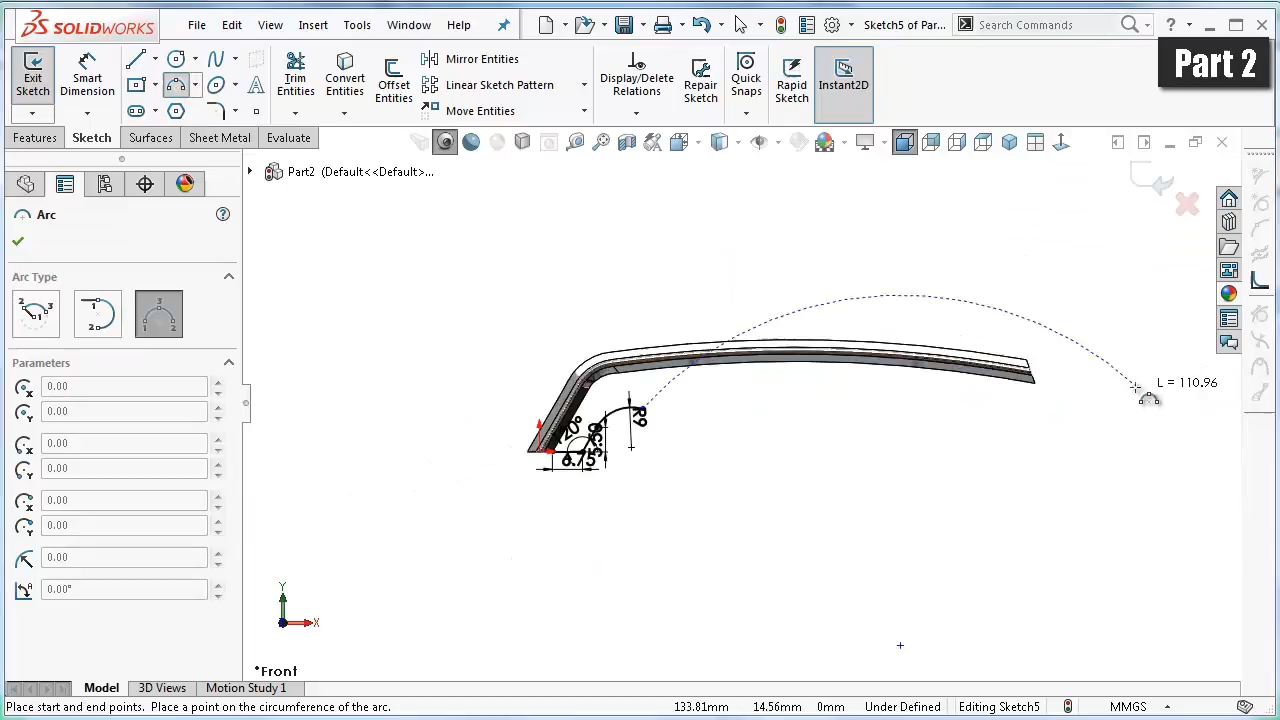 SOLIDWORKS
File Edit View Insert Tools Window Help
Sketch5 of Par...
Search Commands
Part 2
Exit Sketch
Smart Dimension
Trim Entities
Convert Entities
Offset Entities
Mirror Entities
Linear Sketch Pattern
Move Entities
Display/Delete Relations
Repair Sketch
Quick Snaps
Rapid Sketch
Instant2D
Features Sketch Surfaces Sheet Metal Evaluate
Part2 (Default<<Default>...
Arc
Arc Type
Parameters
0.00
0.00
0.00
0.00
0.00
0.00
0.00
0.00°
L = 110.96
R9
120°
5.50
6.75
Y
X
*Front
Model 3D Views Motion Study 1
Place start and end points. Place a point on the circumference of the arc. 133.81mm 14.56mm 0mm Under Defined Editing Sketch5 MMGS